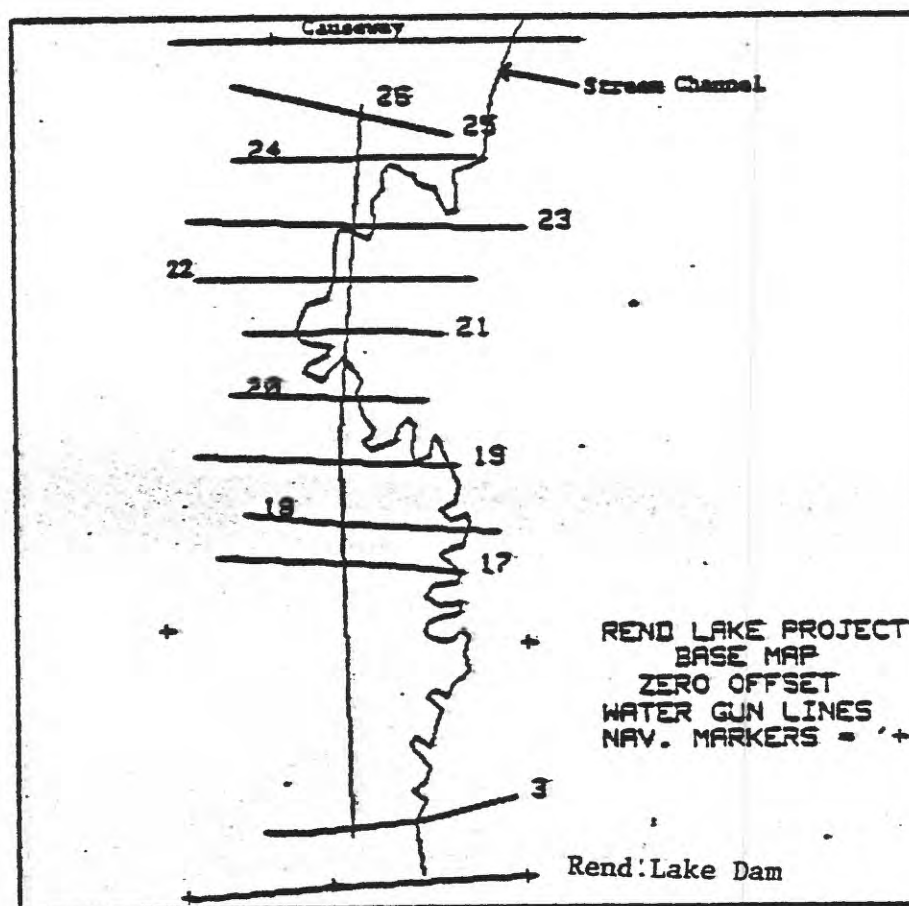 Causeway
Stream Channel
26
25
24
23
22
21
20
19
18
17
REND LAKE PROJECT
BASE MAP
ZERO OFFSET
WATER GUN LINES
NAV. MARKERS = '+
3
Rend Lake Dam